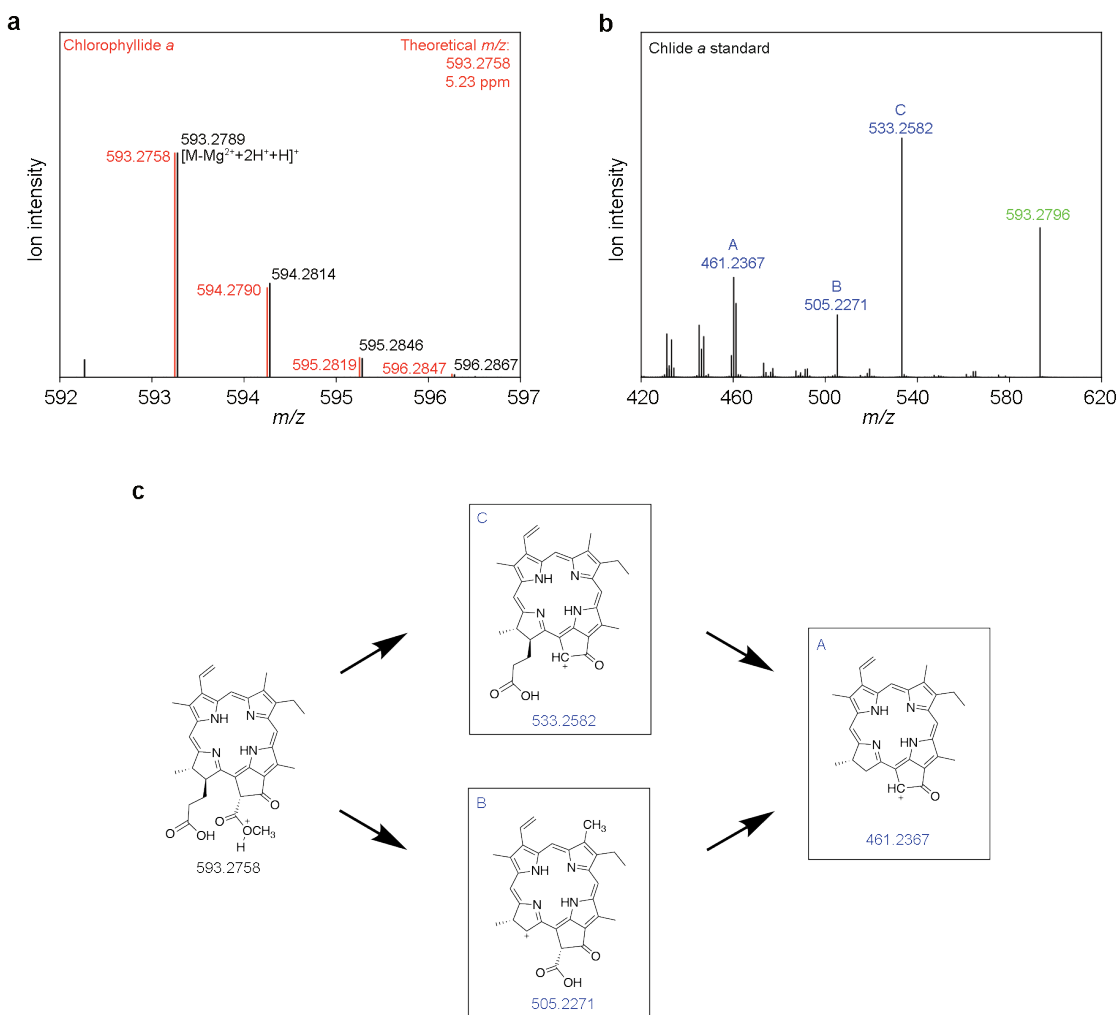 a
Chlorophyllide a
Theoretical m/z:
593.2758
5.23 ppm
593.2789
[M-Mg²⁺+2H⁺+H]⁺
593.2758
594.2814
594.2790
595.2846
595.2819
596.2847
596.2867
592
593
594
595
596
597
m/z
Ion intensity
b
Chlide a standard
C
533.2582
593.2796
A
461.2367
B
505.2271
420
460
500
540
580
620
m/z
Ion intensity
c
NH
N
N
HN
O
O
OH
O
OCH₃
+
H
593.2758
C
NH
N
N
HN
HC
+
O
O
OH
533.2582
B
CH₃
NH
N
N
HN
+
O
O
OH
505.2271
A
NH
N
N
HN
HC
+
O
461.2367